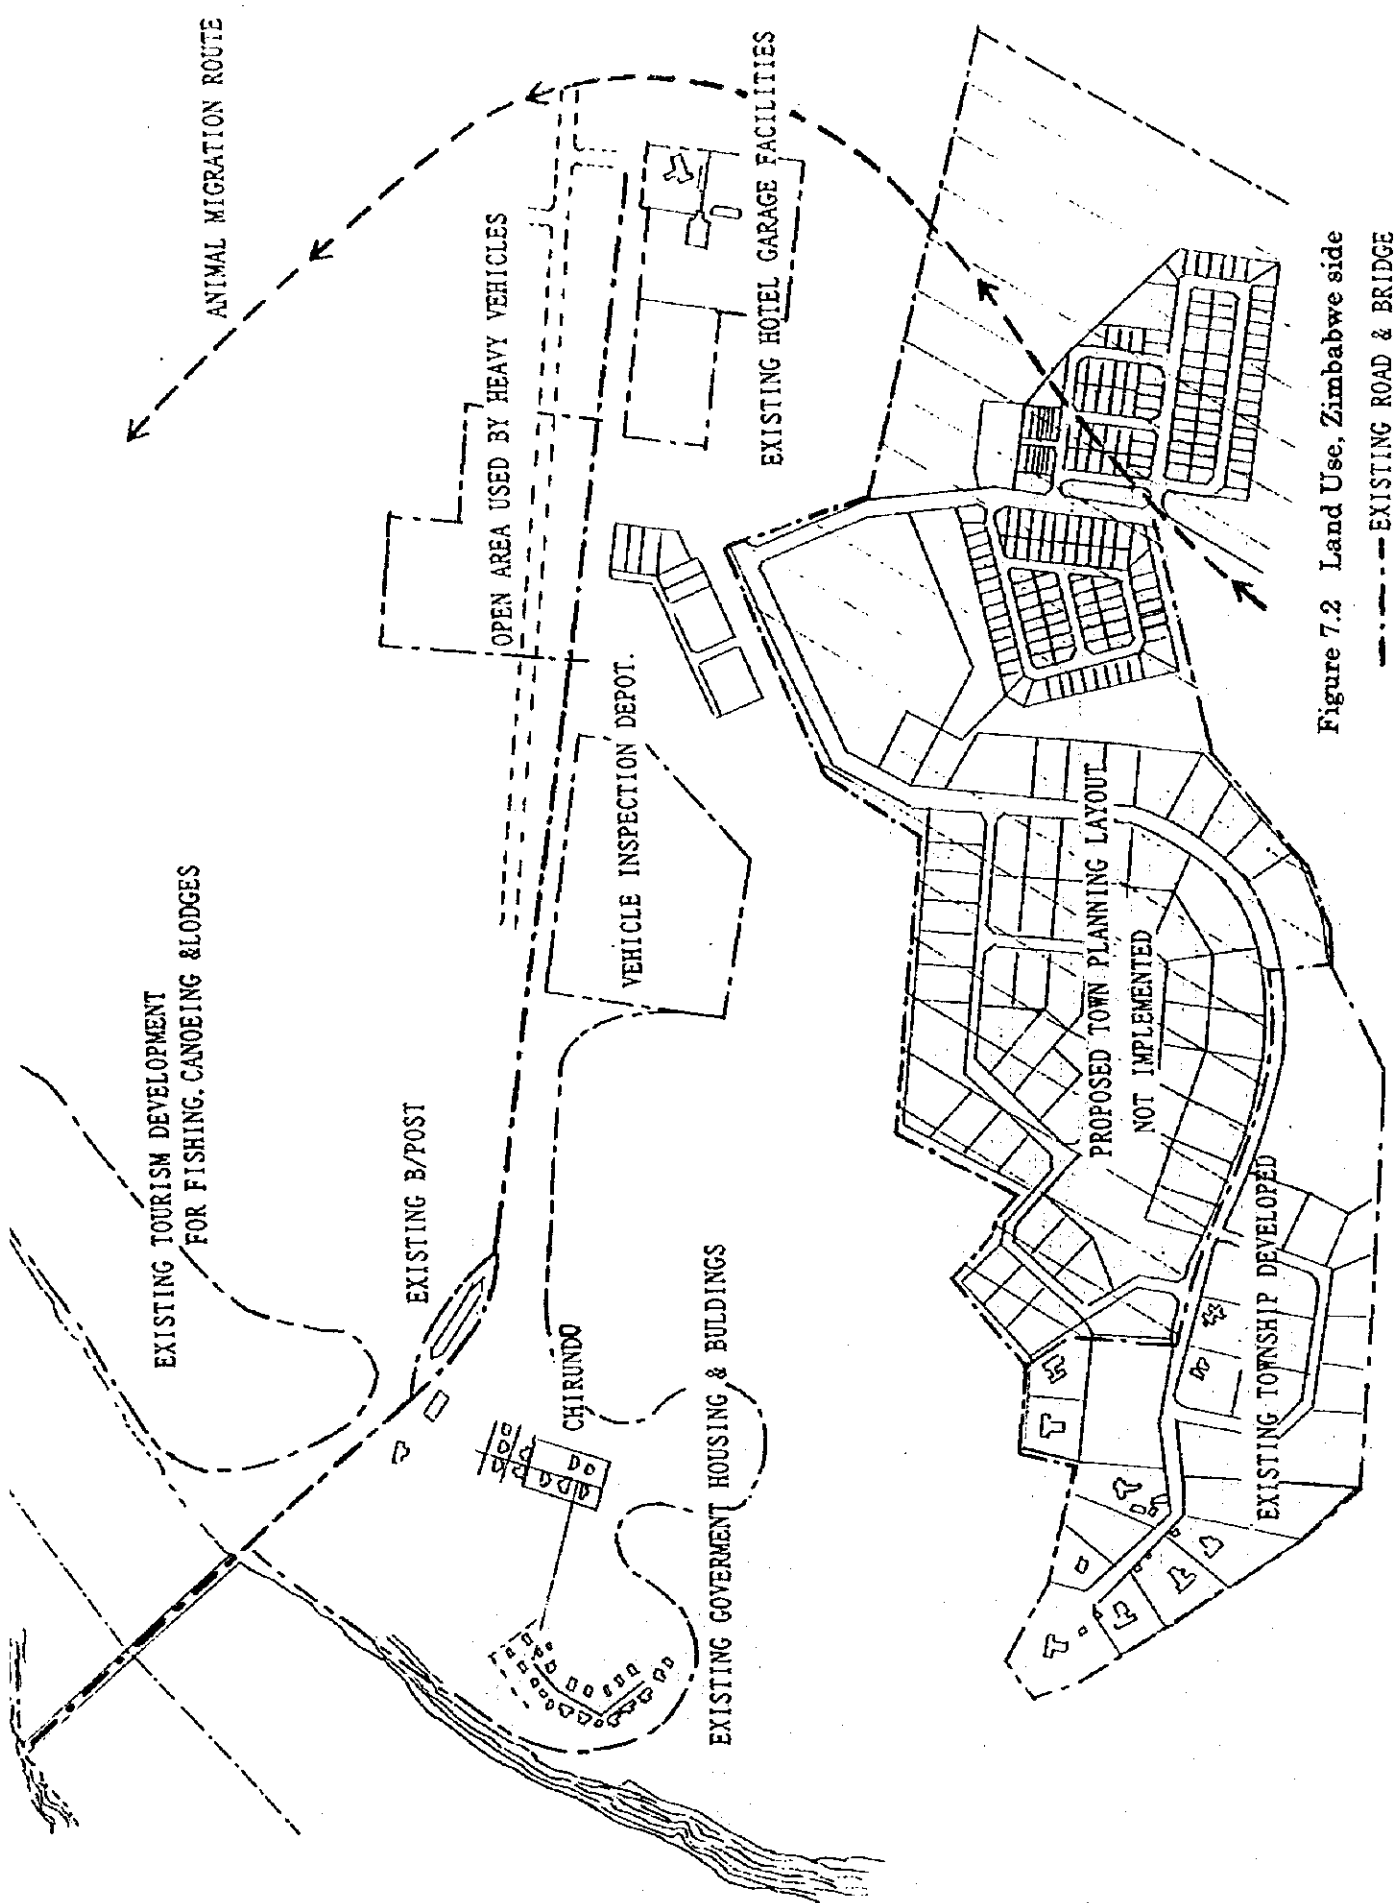 ANIMAL MIGRATION ROUTE
EXISTING TOURISM DEVELOPMENT
FOR FISHING, CANOEING &LODGES
EXISTING B/POST
OPEN AREA USED BY HEAVY VEHICLES
CHIRUNDO
VEHICLE INSPECTION DEPOT.
EXISTING GOVERMENT HOUSING & BULDINGS
EXISTING HOTEL GARAGE FACILITIES
PROPOSED TOWN PLANNING LAYOUT
NOT IMPLEMENTED
EXISTING TOWNSHIP DEVELOPED
Figure 7.2 Land Use, Zimbabwe side
EXISTING ROAD & BRIDGE